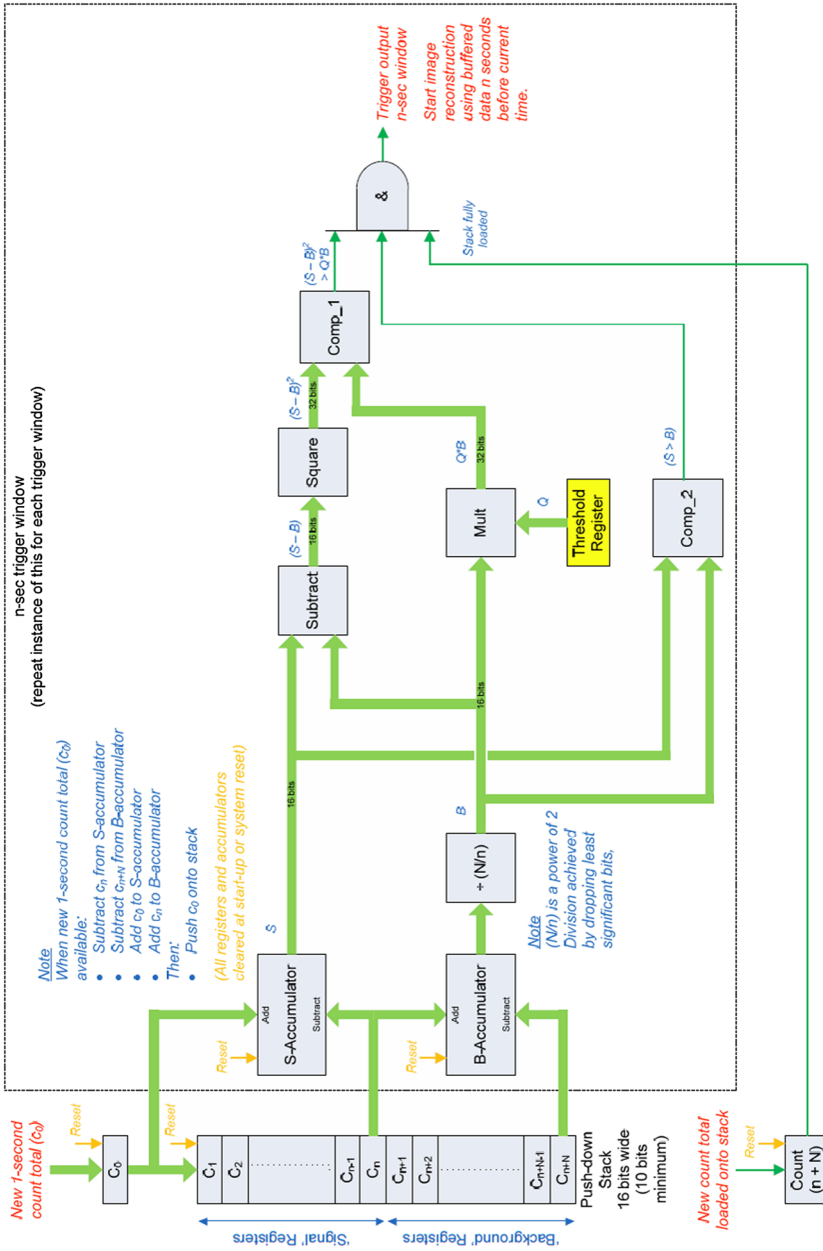 n-sec trigger window
(repeat instance of this for each trigger window)
New 1-second
count total (c₀)
Reset
C₀
Reset
C₁
C₂
Cₙ₋₁
Cₙ
Cₙ₊₁
Cₙ₊₂
Cₙ₊N₋₁
Cₙ₊N
'Signal' Registers
'Background' Registers
Push-down
Stack
16 bits wide
(10 bits
minimum)
New count total
loaded onto stack
Reset
Count
(n + N)
Note
When new 1-second count total (c₀)
available:
• Subtract cₙ from S-accumulator
• Subtract cₙ₊N from B-accumulator
• Add c₀ to S-accumulator
• Add cₙ to B-accumulator
Then:
• Push c₀ onto stack
(All registers and accumulators
cleared at start-up or system reset)
Reset
Add
S-Accumulator
Subtract
S
16 bits
Reset
Add
B-Accumulator
Subtract
÷ (N/n)
B
16 bits
Note
(N/n) is a power of 2
Division achieved
by dropping least
significant bits,
Subtract
(S – B)
16 bits
Square
(S – B)²
32 bits
Comp_1
(S – B)²
> Q*B
Mult
Q*B
32 bits
Q
Threshold
Register
Comp_2
(S > B)
Stack fully
loaded
&
Trigger output
n-sec window
Start image
reconstruction
using buffered
data n seconds
before current
time.